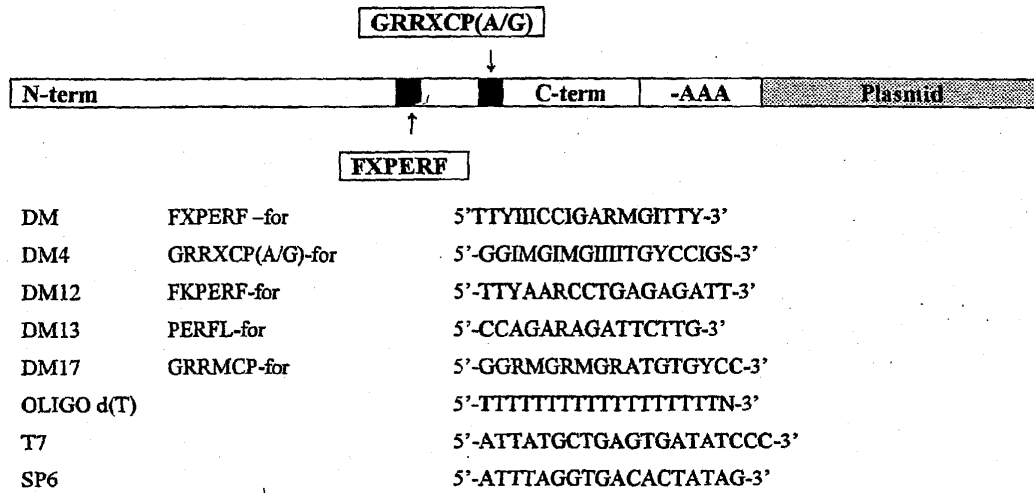 GRRXCP(A/G)
N-term C-term -AAA Plasmid
FXPERF
DM FXPERF –for 5'TTYIIICCIGARMGITTY-3'
DM4 GRRXCP(A/G)-for 5'-GGIMGIMGIIIITGYCCIGS-3'
DM12 FKPERF-for 5'-TTYAARCCTGAGAGATT-3'
DM13 PERFL-for 5'-CCAGARAGATTCTTG-3'
DM17 GRRMCP-for 5'-GGRMGRMGRATGTGYCC-3'
OLIGO d(T) 5'-TTTTTTTTTTTTTTTTTTN-3'
T7 5'-ATTATGCTGAGTGATATCCC-3'
SP6 5'-ATTTAGGTGACACTATAG-3'